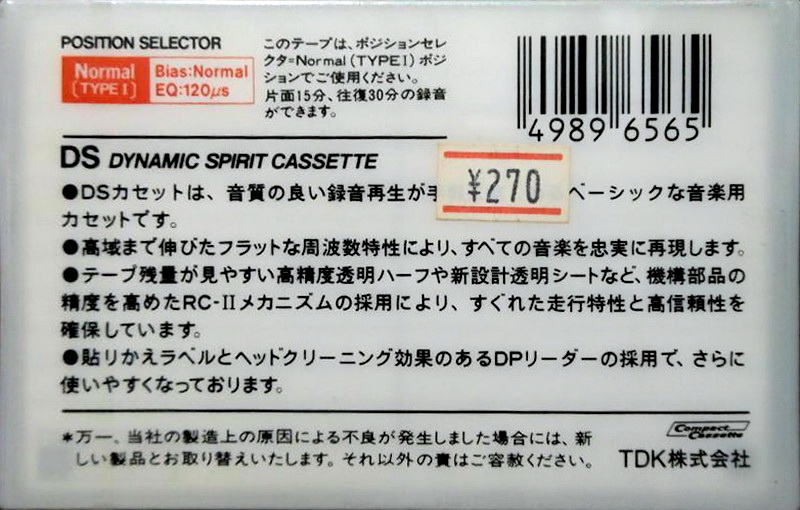 POSITION SELECTOR
Normal
(TYPE I)
Bias:Normal
EQ:120μs
このテープは、ポジションセレ
クタ=Normal(TYPE I)ポジ
ションでご使用ください。
片面15分、往復30分の録音
ができます。
4989 6565
DS DYNAMIC SPIRIT CASSETTE
¥270
●DSカセットは、音質の良い録音再生が手 ベーシックな音楽用
カセットです。
●高域まで伸びたフラットな周波数特性により、すべての音楽を忠実に再現します。
●テープ残量が見やすい高精度透明ハーフや新設計透明シートなど、機構部品の
精度を高めたRC-IIメカニズムの採用により、すぐれた走行特性と高信頼性を
確保しています。
●貼りかえラベルとヘッドクリーニング効果のあるDPリーダーの採用で、さらに
使いやすくなっております。
*万一、当社の製造上の原因による不良が発生しました場合には、新
しい製品とお取り替えいたします。それ以外の責はご容赦ください。
Compact
Cassette
TDK株式会社